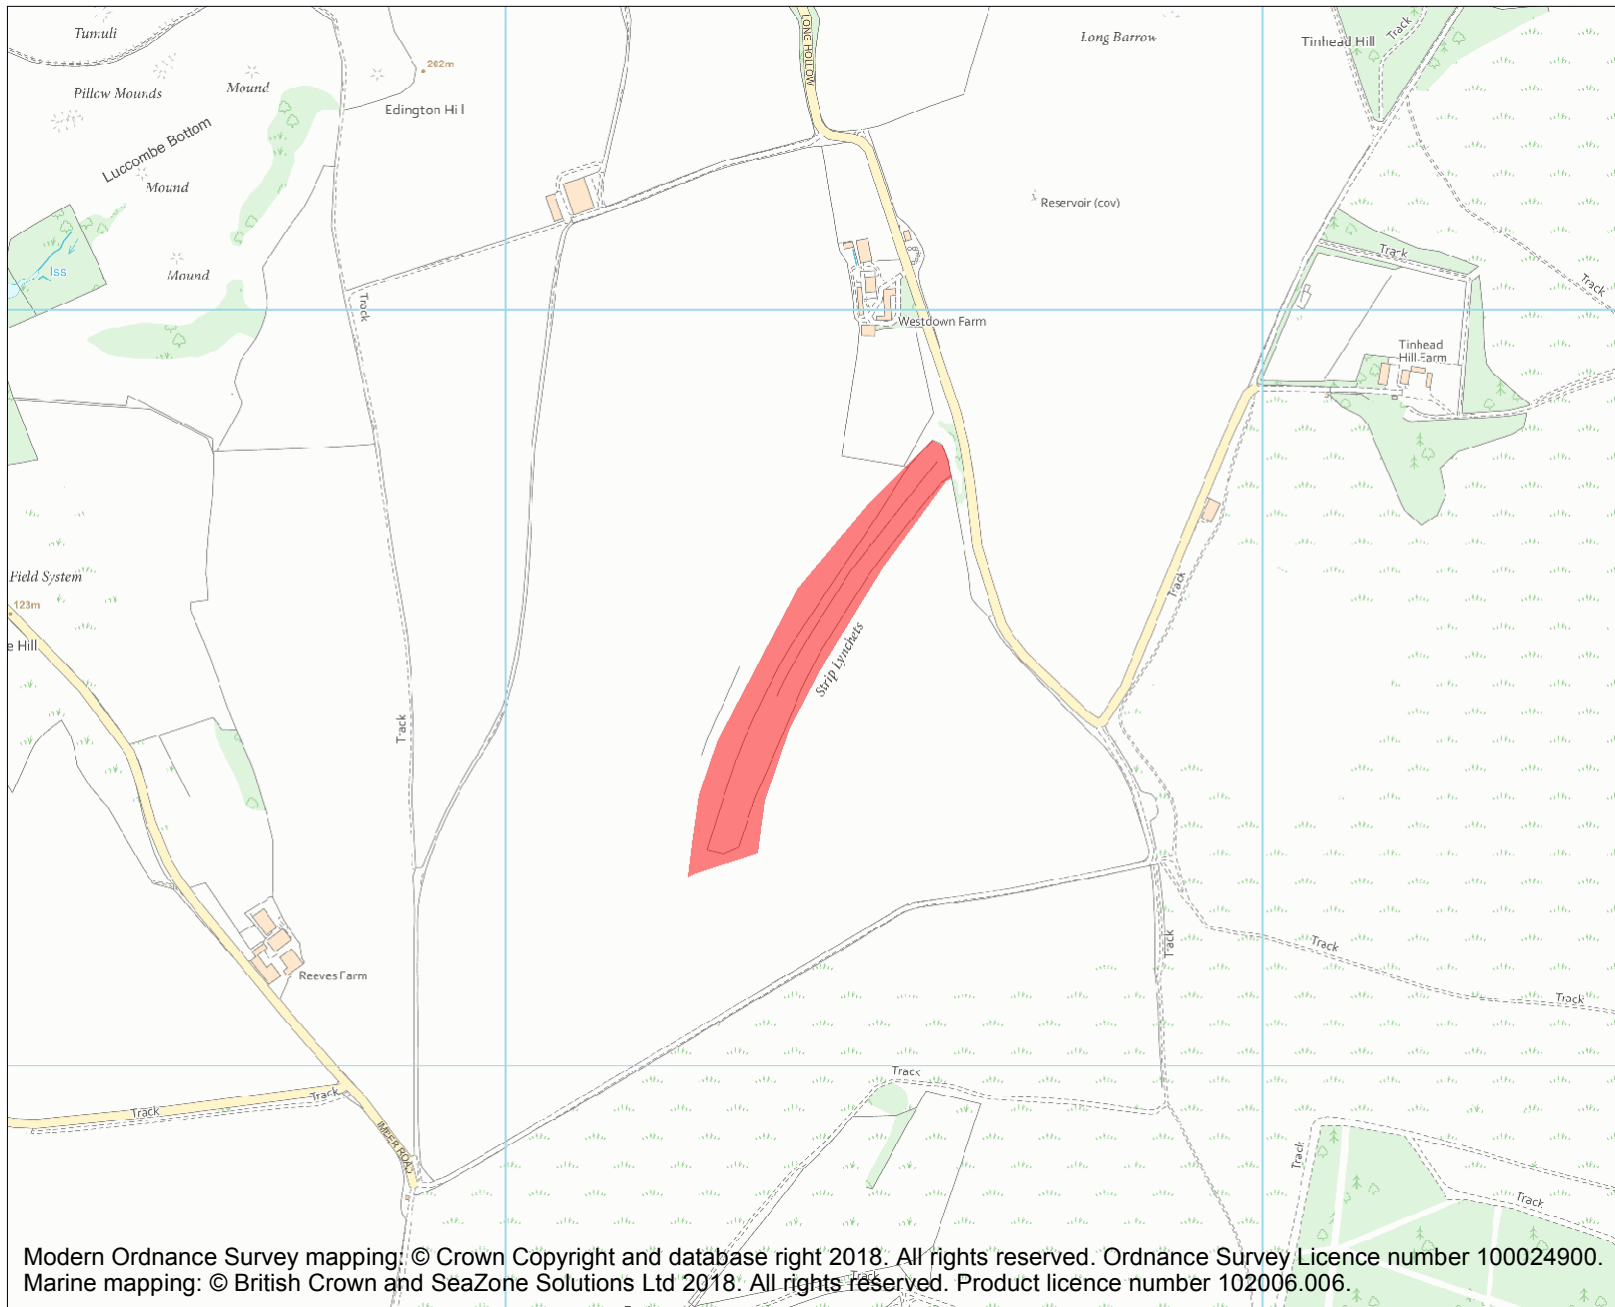 Tumuli
Pillow Mounds
Mound
202m
Edington Hill
LONG HOLLOW
Long Barrow
Tinhead Hill
Track
Luccombe Bottom
Mound
Reservoir (cov)
Mound
Iss
Track
Track
Track
Westdown Farm
Tinhead
Hill Farm
Field System
123m
e Hill
Track
Strip Lynchets
Track
Track
Track
Reeves Farm
Track
Track
Track
Track
IMBER ROAD
Track
Track
Track
Modern Ordnance Survey mapping: © Crown Copyright and database right 2018. All rights reserved. Ordnance Survey Licence number 100024900.
Marine mapping: © British Crown and SeaZone Solutions Ltd 2018. All rights reserved. Product licence number 102006.006.